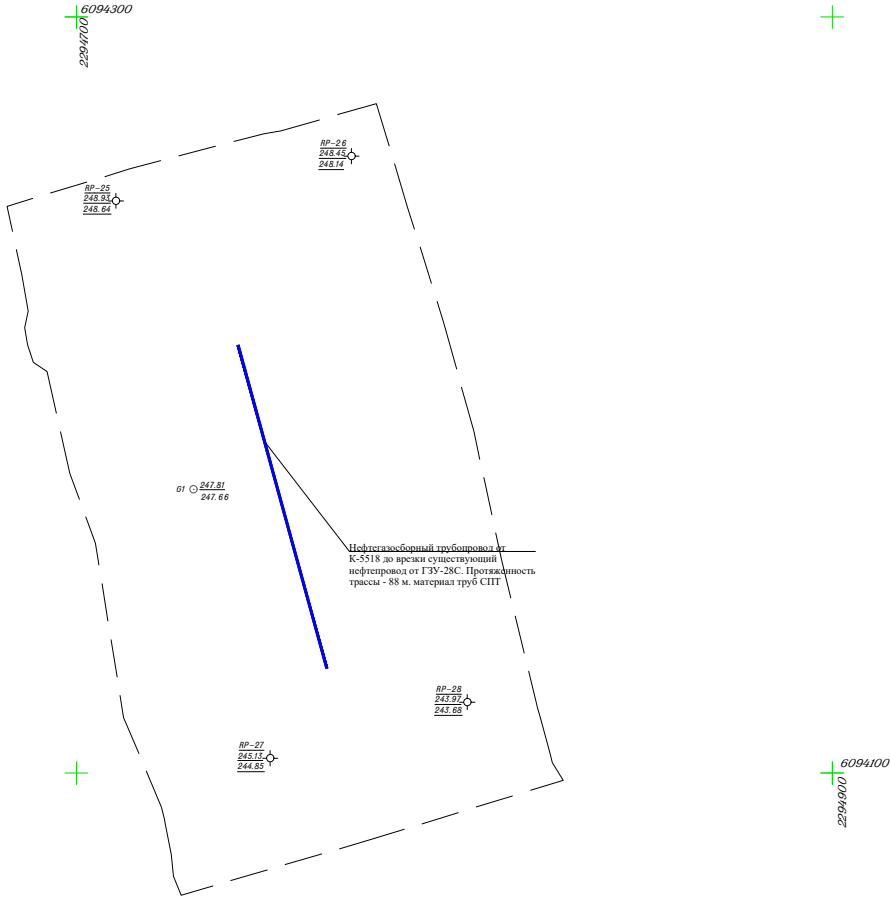 6094300
2294700
RP-26
248.45
248.14
RP-25
248.93
248.64
G1 247.81
247.66
Нефтегазосборный трубопровод от
К-5518 до врезки существующий
нефтепровод от ГЗУ-28С. Протяженность
трассы - 88 м. материал труб СПТ
RP-28
243.97
243.68
RP-27
245.13
244.85
6094100
2294900